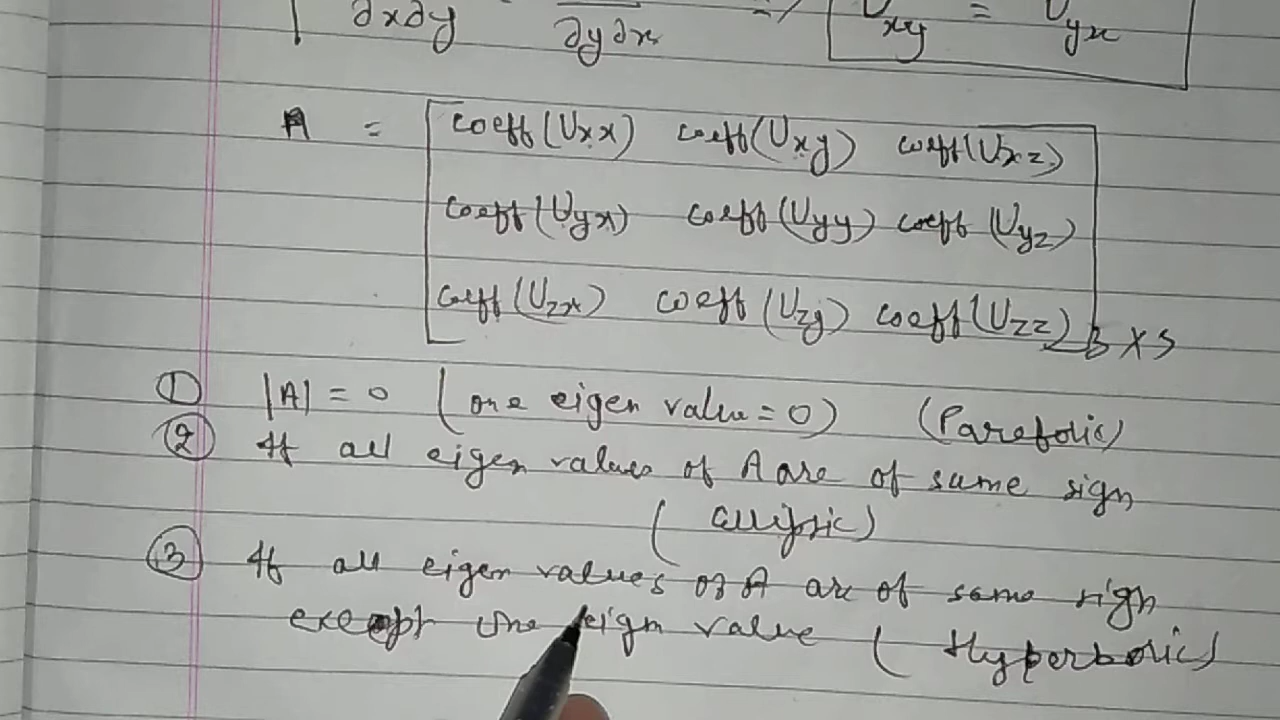 ∂x∂y ∂y∂x => Uxy = Uyx
A = coeff(Uxx) coeff(Uxy) coeff(Uxz)
coeff(Uyx) coeff(Uyy) coeff(Uyz)
coeff(Uzx) coeff(Uzy) coeff(Uzz) 3×3
① |A| = 0 (one eigen value = 0) (Parabolic)
② If all eigen values of A are of same sign
(elliptic)
③ If all eigen values of A are of same sign
except one eign value (Hyperbolic)